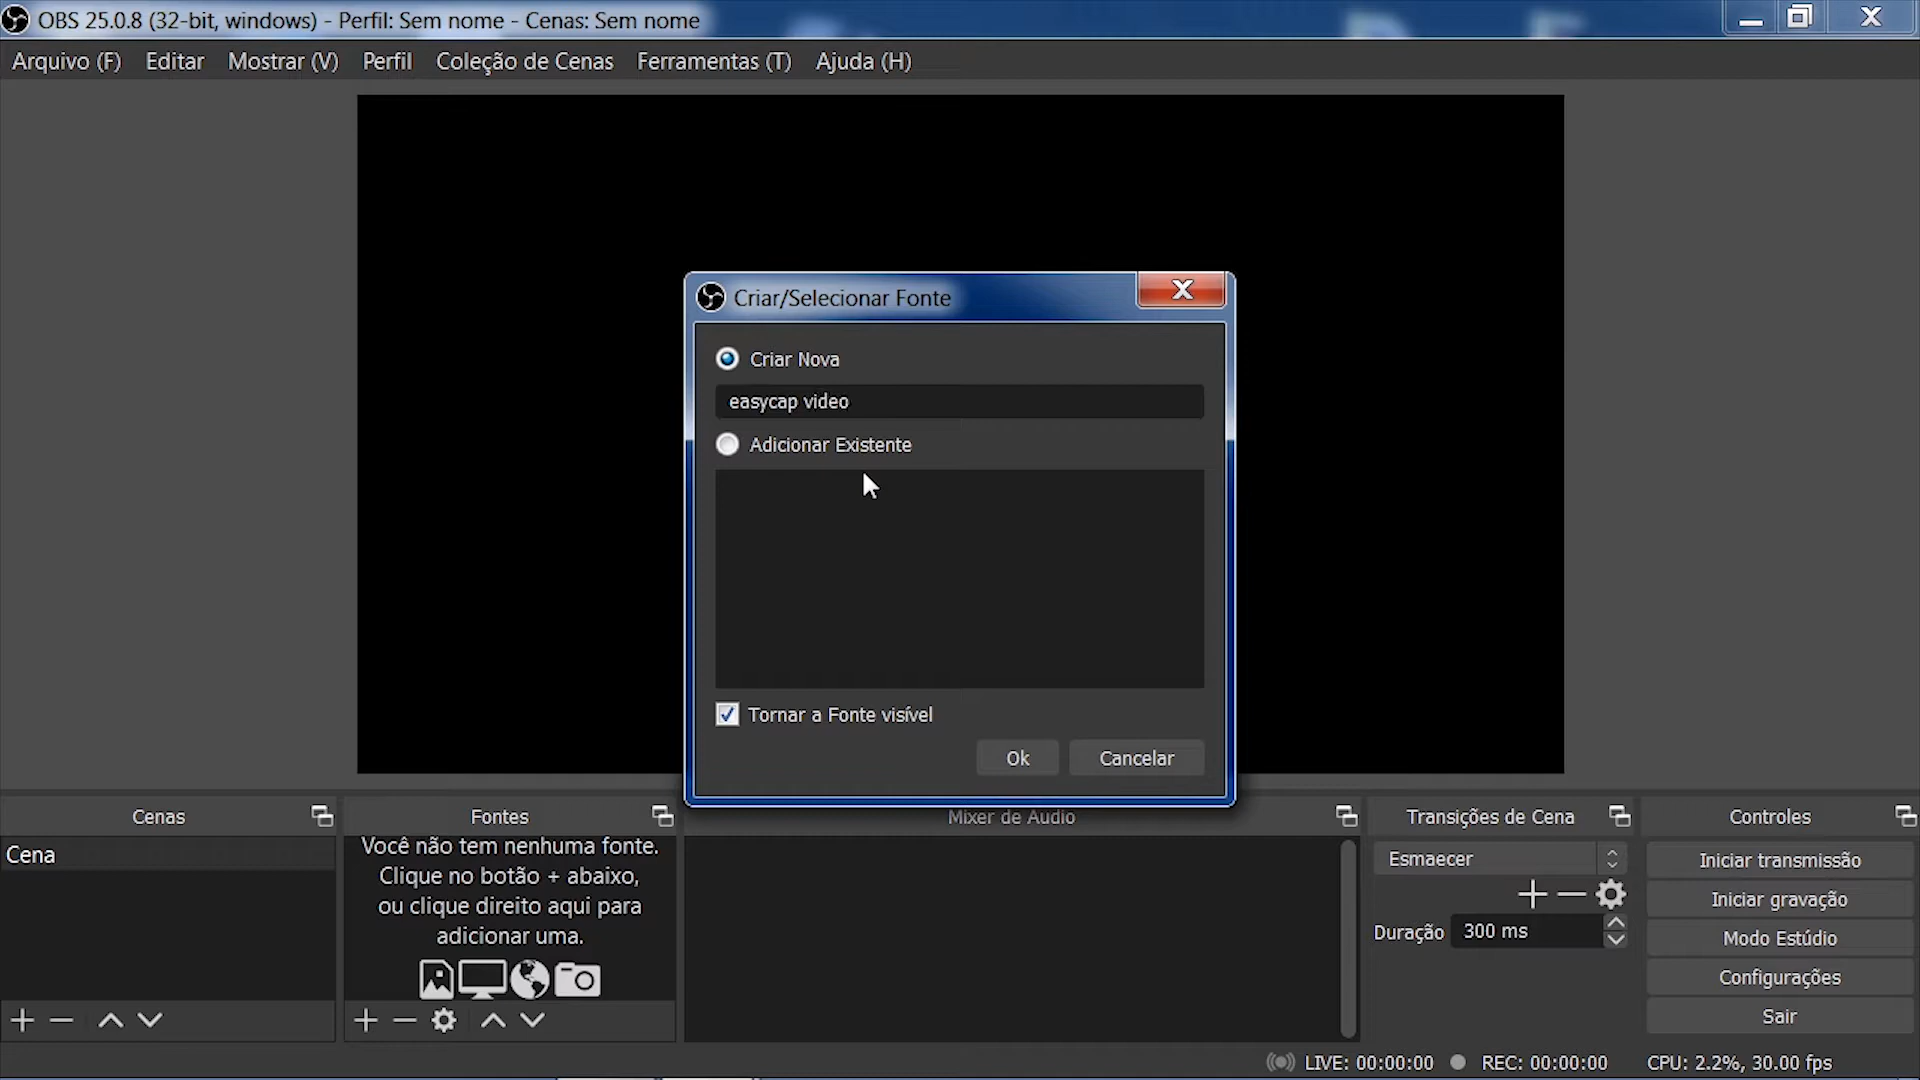 OBS 25.0.8 (32-bit, windows) - Perfil: Sem nome - Cenas: Sem nome
Arquivo (F) Editar Mostrar (V) Perfil Coleção de Cenas Ferramentas (T) Ajuda (H)
Criar/Selecionar Fonte
Criar Nova
easycap video
Adicionar Existente
Tornar a Fonte visível
Ok Cancelar
Cenas
Cena
Fontes
Você não tem nenhuma fonte.
Clique no botão + abaixo,
ou clique direito aqui para
adicionar uma.
Mixer de Áudio
Transições de Cena
Esmaecer
Duração 300 ms
Controles
Iniciar transmissão
Iniciar gravação
Modo Estúdio
Configurações
Sair
LIVE: 00:00:00 REC: 00:00:00 CPU: 2.2%, 30.00 fps